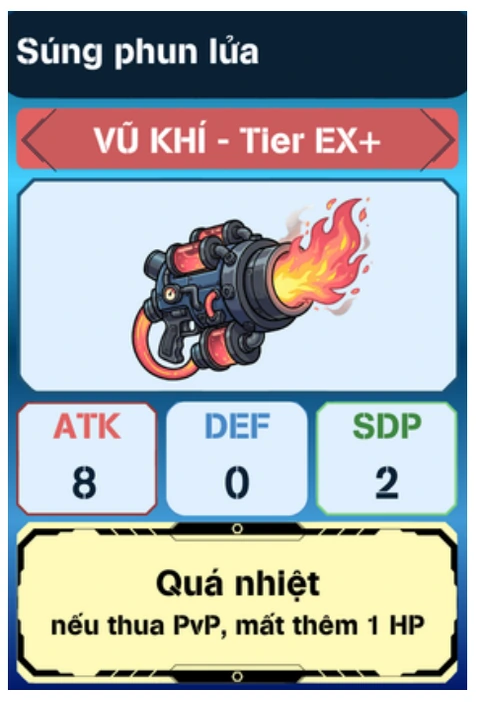 Súng phun lửa
VŨ KHÍ - Tier EX+
ATK DEF SDP
8 0 2
Quá nhiệt
nếu thua PvP, mất thêm 1 HP